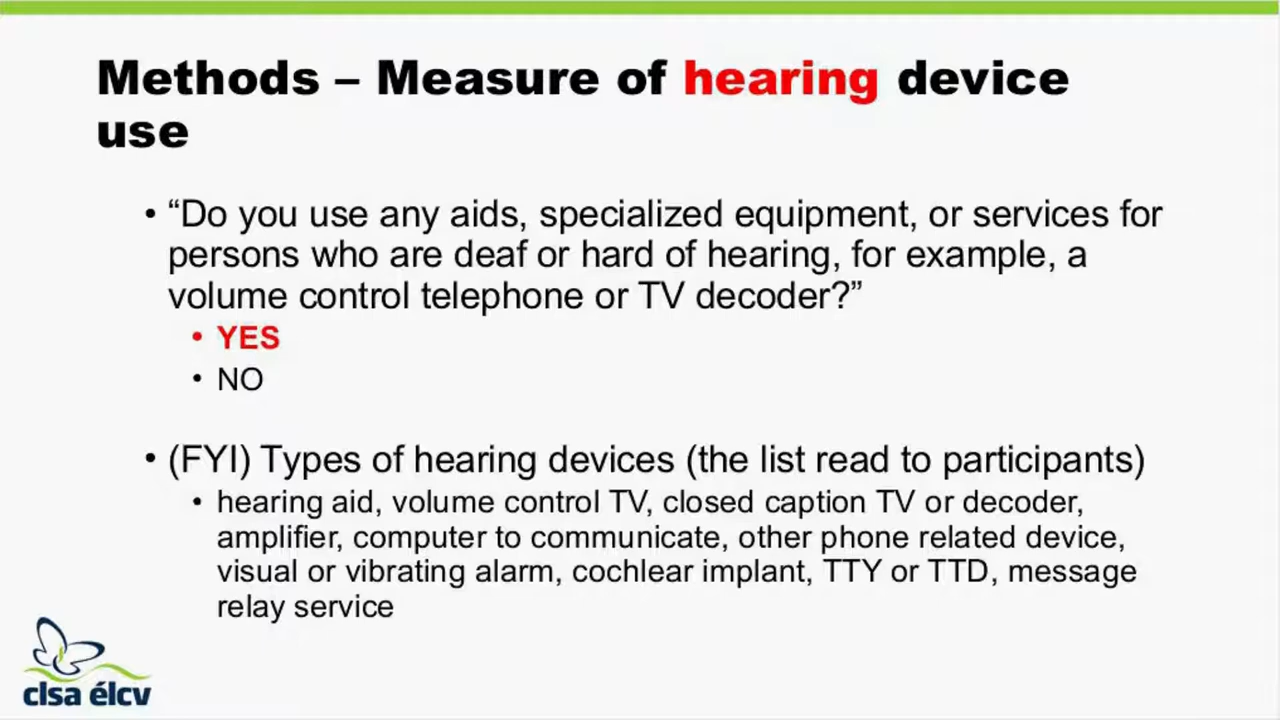 Methods – Measure of hearing device
use
• “Do you use any aids, specialized equipment, or services for
persons who are deaf or hard of hearing, for example, a
volume control telephone or TV decoder?”
• YES
• NO
• (FYI) Types of hearing devices (the list read to participants)
• hearing aid, volume control TV, closed caption TV or decoder,
amplifier, computer to communicate, other phone related device,
visual or vibrating alarm, cochlear implant, TTY or TTD, message
relay service
clsa élcv